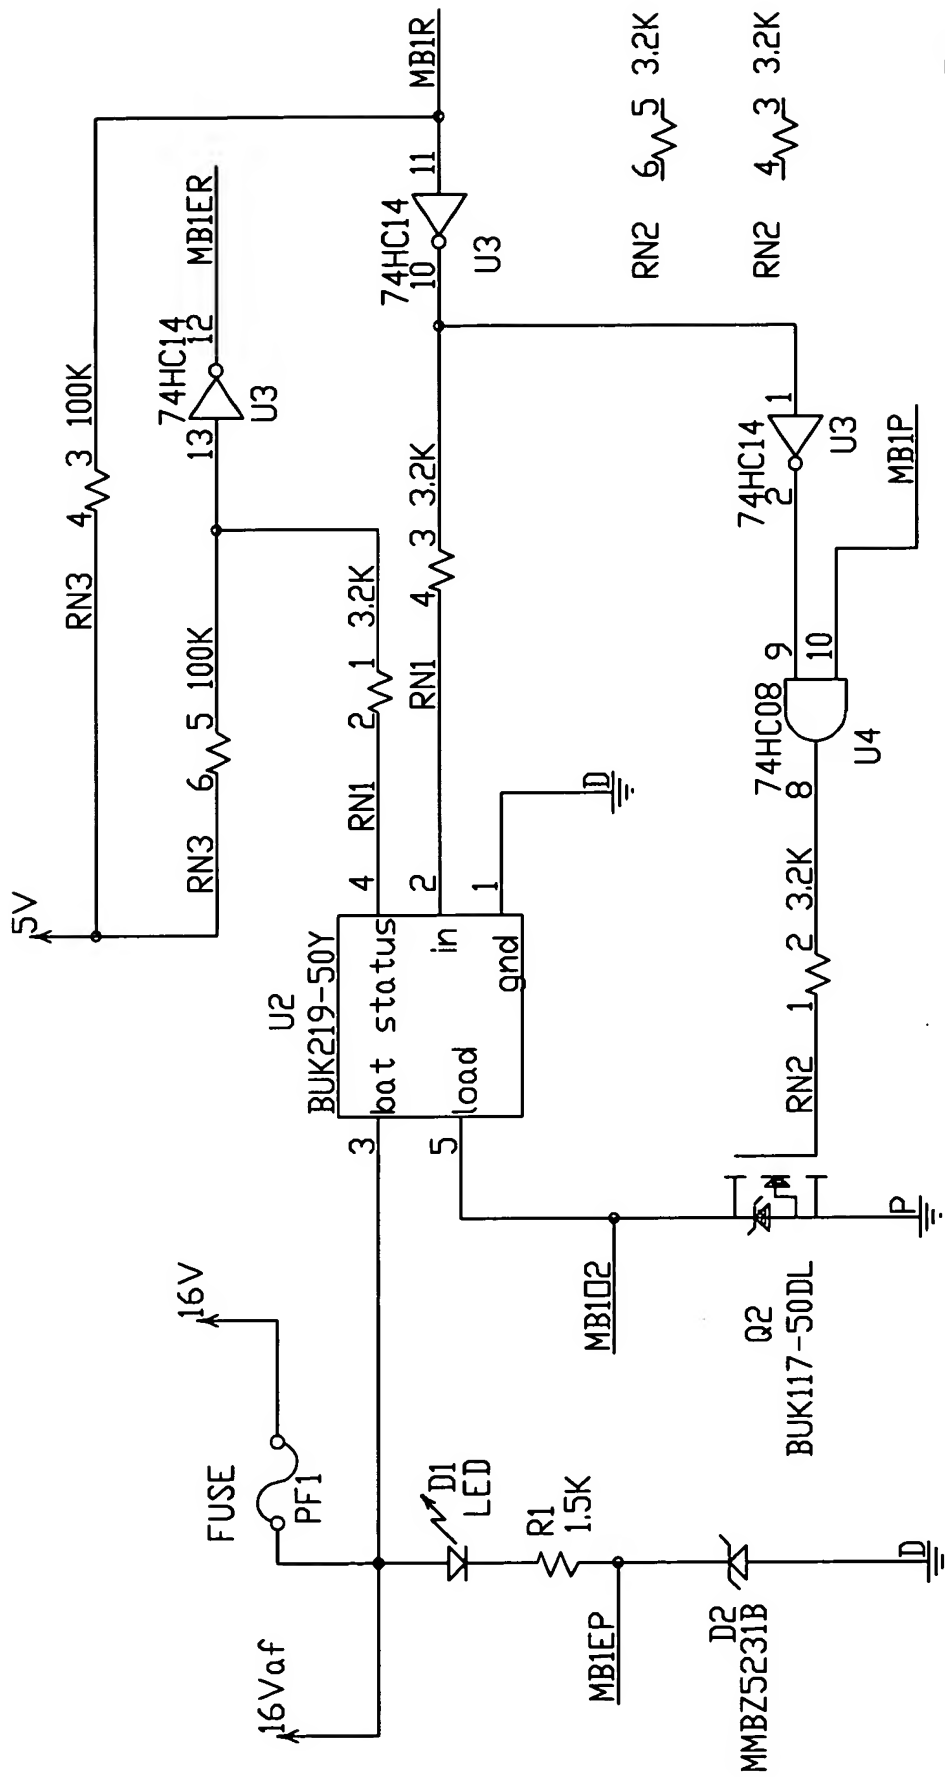 16Vaf
FUSE
PF1
16V
5V
RN3 4 3 100K
RN3 6 5 100K
74HC14
13 12
U3
MB1ER
U2
BUK219-50Y
3 bat status 4
5 load in 2
gnd 1
RN1 2 1 3.2K
RN1 4 3 3.2K
D
74HC14
10 11
U3
MB1R
D1
LED
R1
1.5K
MB1EP
D2
MMBZ5231B
D
MB1O2
Q2
BUK117-50DL
P
RN2 1 2 3.2K
74HC08
8 9
10
U4
74HC14
2 1
U3
MB1P
RN2 6 5 3.2K
RN2 4 3 3.2K